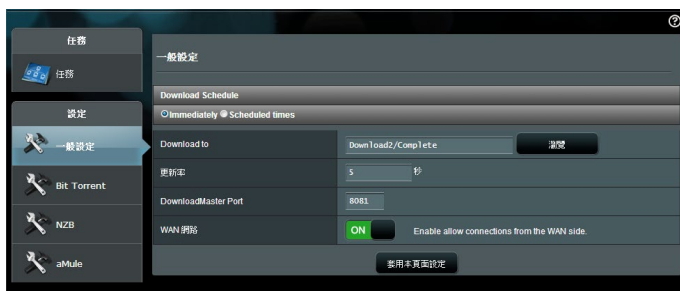 任務
任務
設定
一般設定
Bit Torrent
NZB
aMule
一般設定
Download Schedule
Immediately Scheduled times
Download to Download2/Complete 瀏覽
更新率 5 秒
DownloadMaster Port 8081
WAN 網路 ON Enable allow connections from the WAN side.
套用本頁面設定